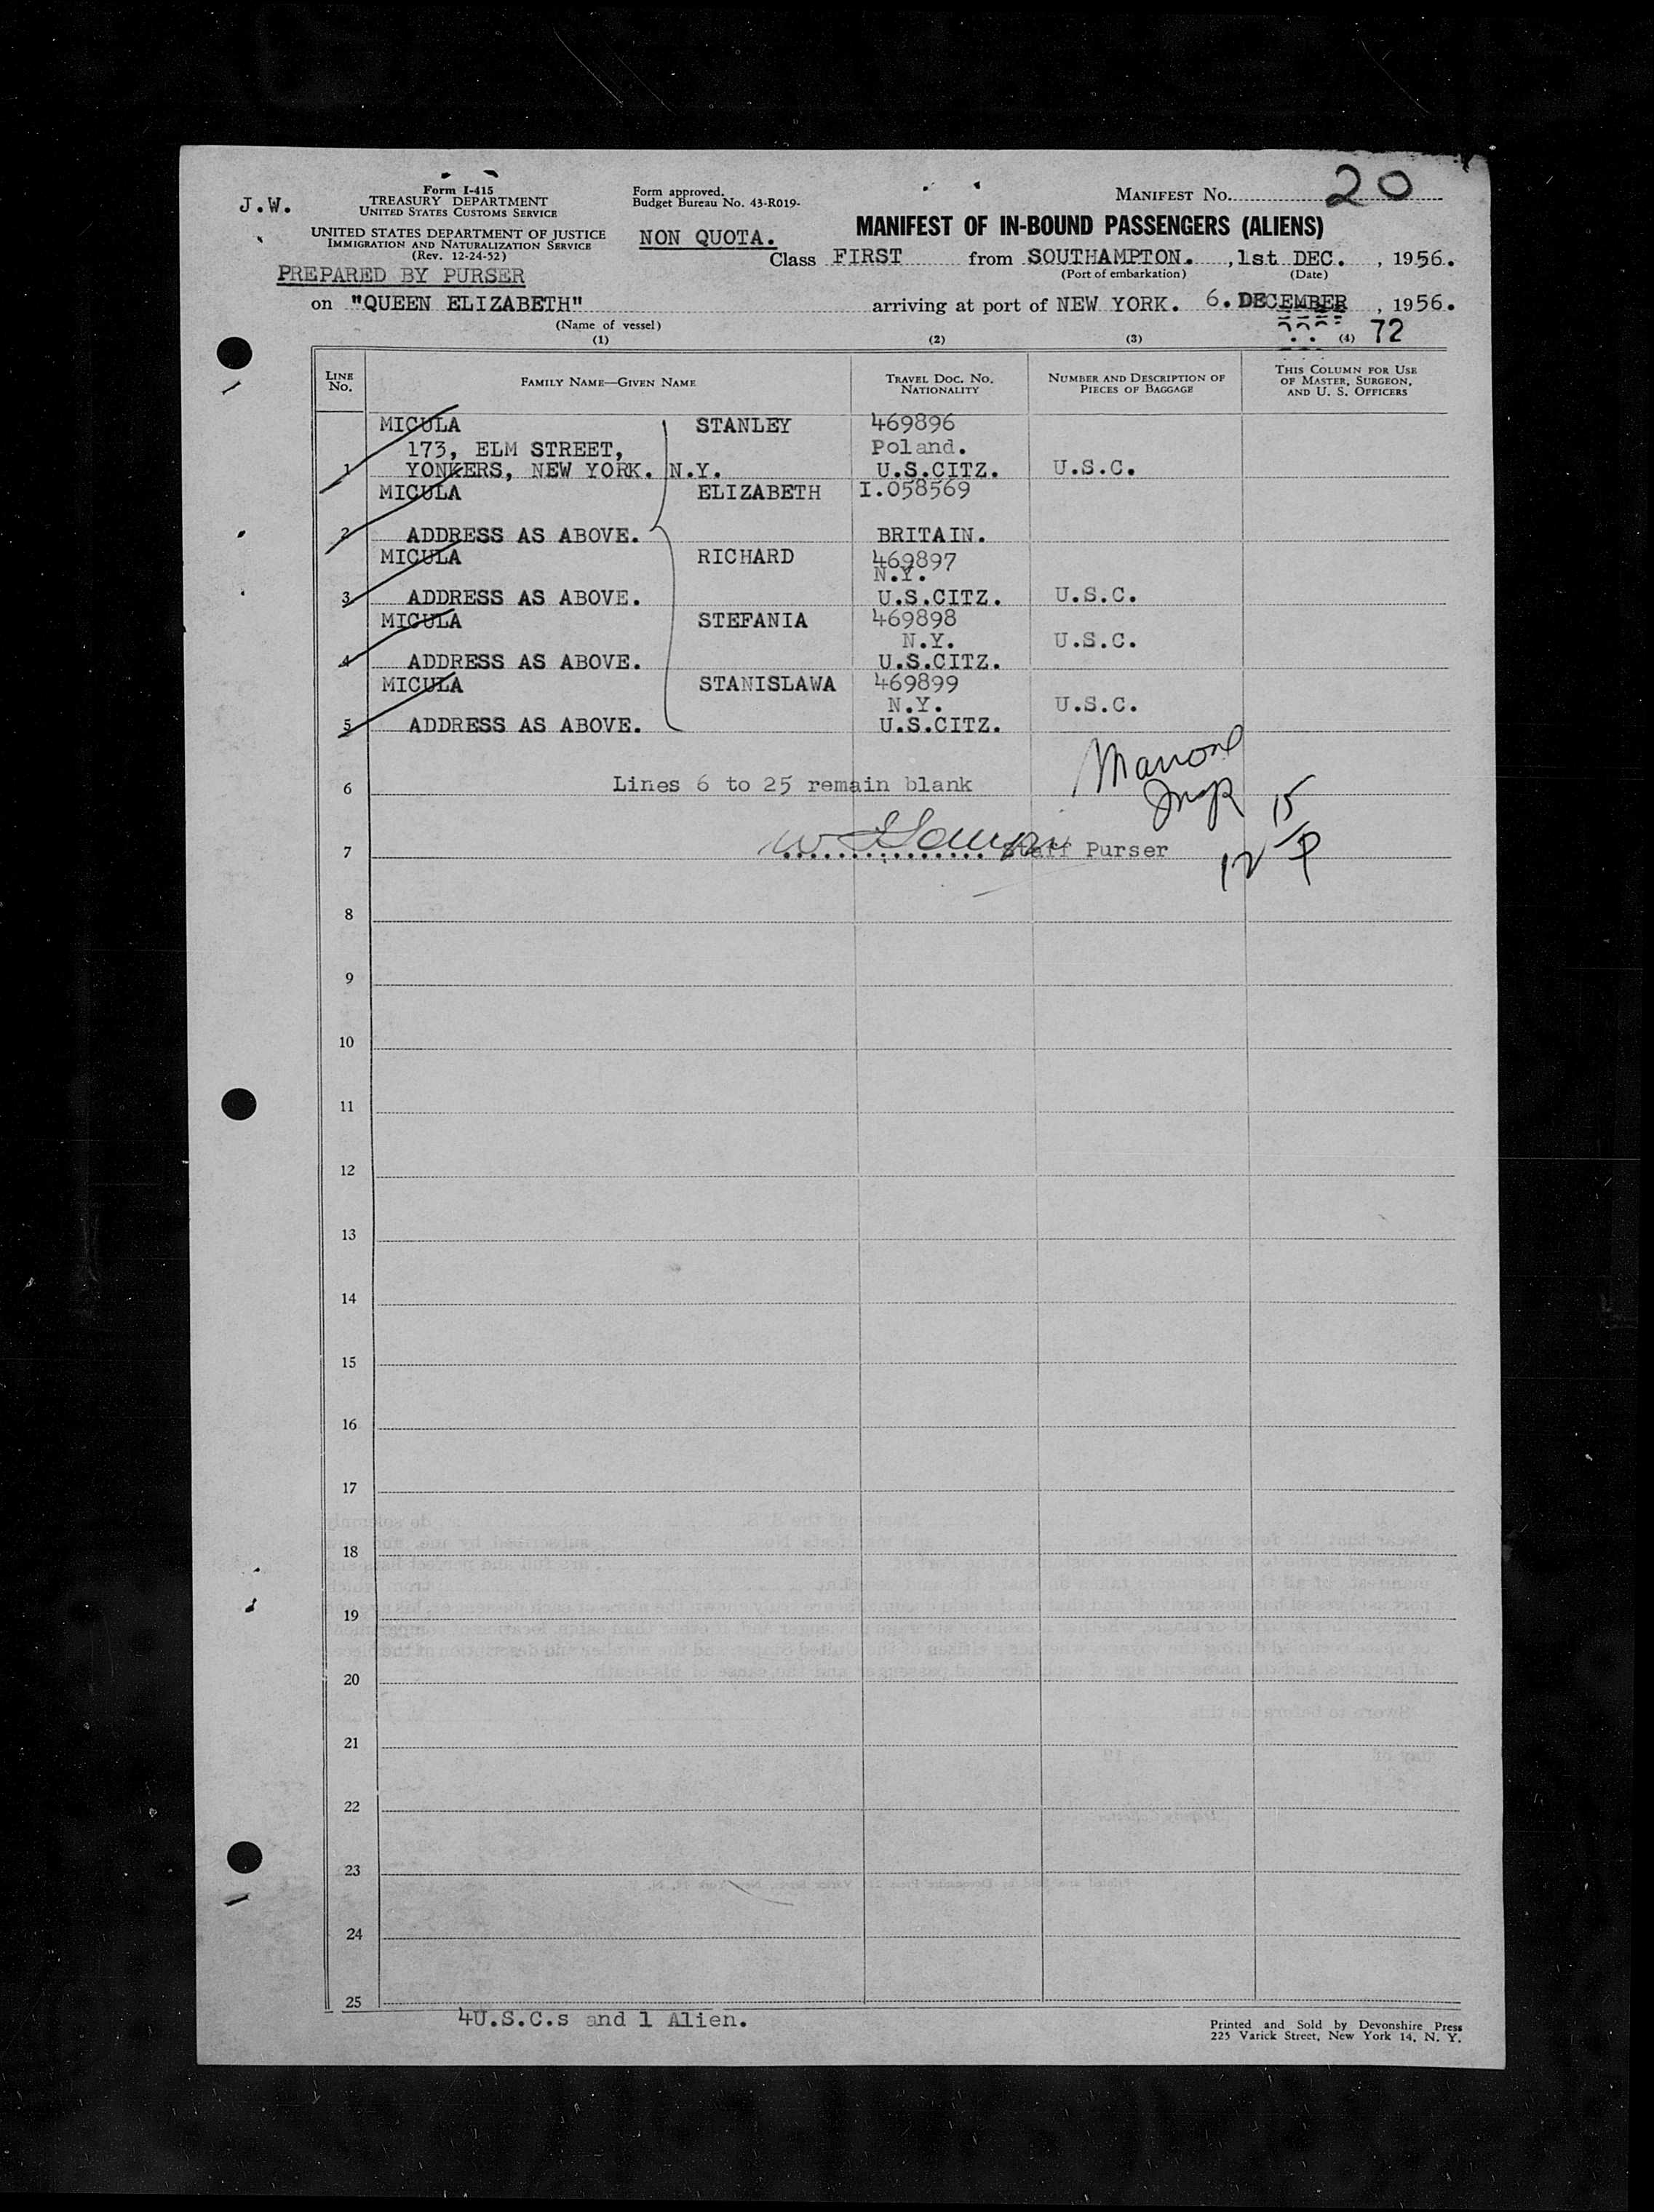 J.W.
Form I-415
TREASURY DEPARTMENT
UNITED STATES CUSTOMS SERVICE
UNITED STATES DEPARTMENT OF JUSTICE
IMMIGRATION AND NATURALIZATION SERVICE
(Rev. 12-24-52)
PREPARED BY PURSER
Form approved.
Budget Bureau No. 43-R019-
NON QUOTA.
MANIFEST NO. 20
MANIFEST OF IN-BOUND PASSENGERS (ALIENS)
Class FIRST from SOUTHAMPTON. , 1st DEC. , 1956.
(Port of embarkation) (Date)
on "QUEEN ELIZABETH" arriving at port of NEW YORK. 6. DECEMBER , 1956.
(Name of vessel)
(1) (2) (3) (4) 72
LINE No. FAMILY NAME—GIVEN NAME TRAVEL DOC. NO. NATIONALITY NUMBER AND DESCRIPTION OF PIECES OF BAGGAGE THIS COLUMN FOR USE OF MASTER, SURGEON, AND U. S. OFFICERS
MICULA STANLEY 469896
173, ELM STREET, Poland.
1 YONKERS, NEW YORK. N.Y. U.S.CITZ. U.S.C.
MICULA ELIZABETH I.058569
2 ADDRESS AS ABOVE. BRITAIN.
MICULA RICHARD 469897
N.Y.
3 ADDRESS AS ABOVE. U.S.CITZ. U.S.C.
MICULA STEFANIA 469898
N.Y. U.S.C.
4 ADDRESS AS ABOVE. U.S.CITZ.
MICULA STANISLAWA 469899
N.Y. U.S.C.
5 ADDRESS AS ABOVE. U.S.CITZ.
6 Lines 6 to 25 remain blank
15
7 Staff Purser
12 P
8
9
10
11
12
13
14
15
16
17
18
19
20
21
22
23
24
25
4U.S.C.s and 1 Alien.
Printed and Sold by Devonshire Press
225 Varick Street, New York 14, N. Y.